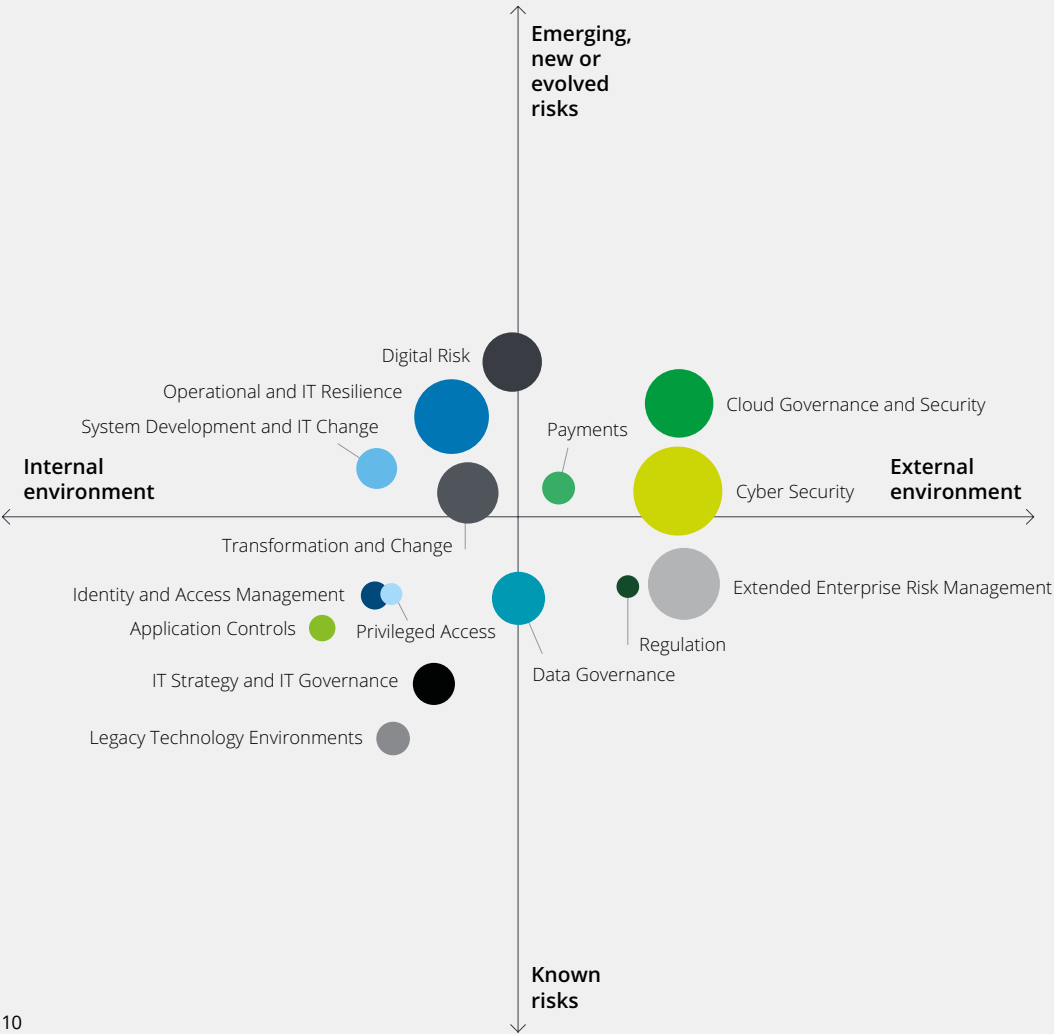 Emerging,
new or
evolved
risks
Digital Risk
Operational and IT Resilience
Cloud Governance and Security
System Development and IT Change
Payments
Internal
environment
External
environment
Cyber Security
Transformation and Change
Identity and Access Management
Extended Enterprise Risk Management
Application Controls
Privileged Access
Regulation
IT Strategy and IT Governance
Data Governance
Legacy Technology Environments
Known
risks
10